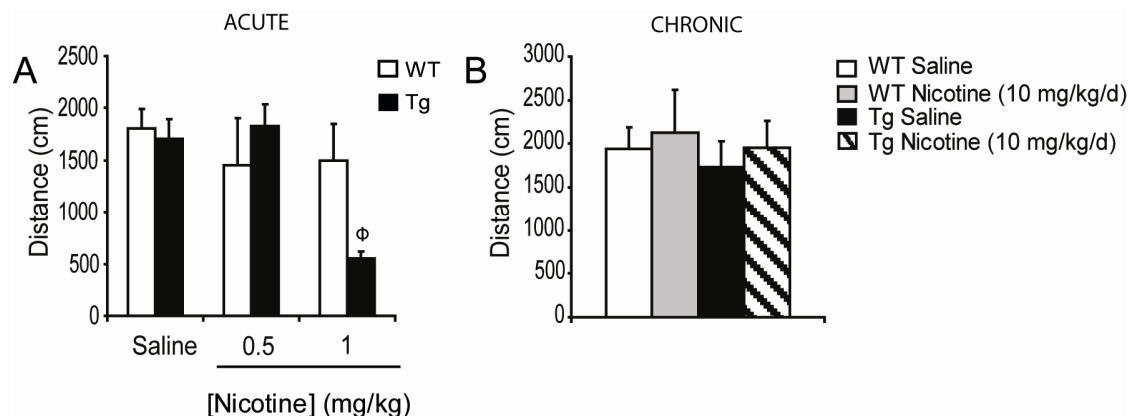 ACUTE
A
2500
2000
1500
1000
500
0
Distance (cm)
WT
Tg
Φ
Saline 0.5 1
[Nicotine] (mg/kg)
CHRONIC
B
3000
2500
2000
1500
1000
500
0
Distance (cm)
WT Saline
WT Nicotine (10 mg/kg/d)
Tg Saline
Tg Nicotine (10 mg/kg/d)